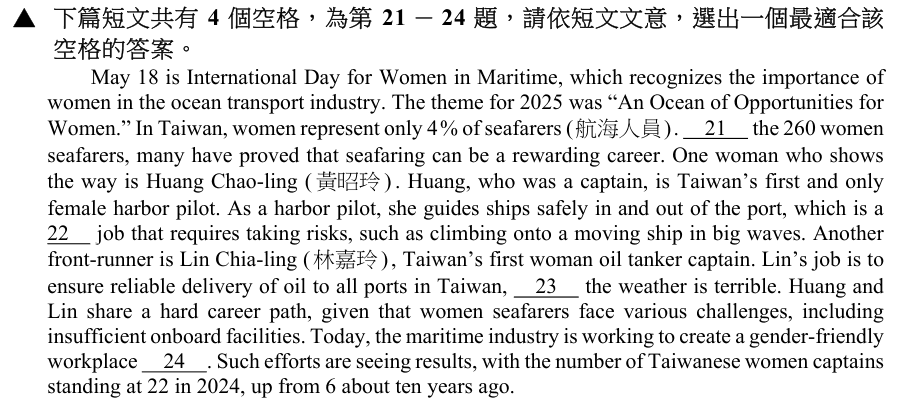 ▲ 下篇短文共有 4 個空格，為第 21 － 24 題，請依短文文意，選出一個最適合該
空格的答案。
May 18 is International Day for Women in Maritime, which recognizes the importance of
women in the ocean transport industry. The theme for 2025 was “An Ocean of Opportunities for
Women.” In Taiwan, women represent only 4% of seafarers (航海人員). 21 the 260 women
seafarers, many have proved that seafaring can be a rewarding career. One woman who shows
the way is Huang Chao-ling (黃昭玲). Huang, who was a captain, is Taiwan’s first and only
female harbor pilot. As a harbor pilot, she guides ships safely in and out of the port, which is a
22 job that requires taking risks, such as climbing onto a moving ship in big waves. Another
front-runner is Lin Chia-ling (林嘉玲), Taiwan’s first woman oil tanker captain. Lin’s job is to
ensure reliable delivery of oil to all ports in Taiwan, 23 the weather is terrible. Huang and
Lin share a hard career path, given that women seafarers face various challenges, including
insufficient onboard facilities. Today, the maritime industry is working to create a gender-friendly
workplace 24 . Such efforts are seeing results, with the number of Taiwanese women captains
standing at 22 in 2024, up from 6 about ten years ago.